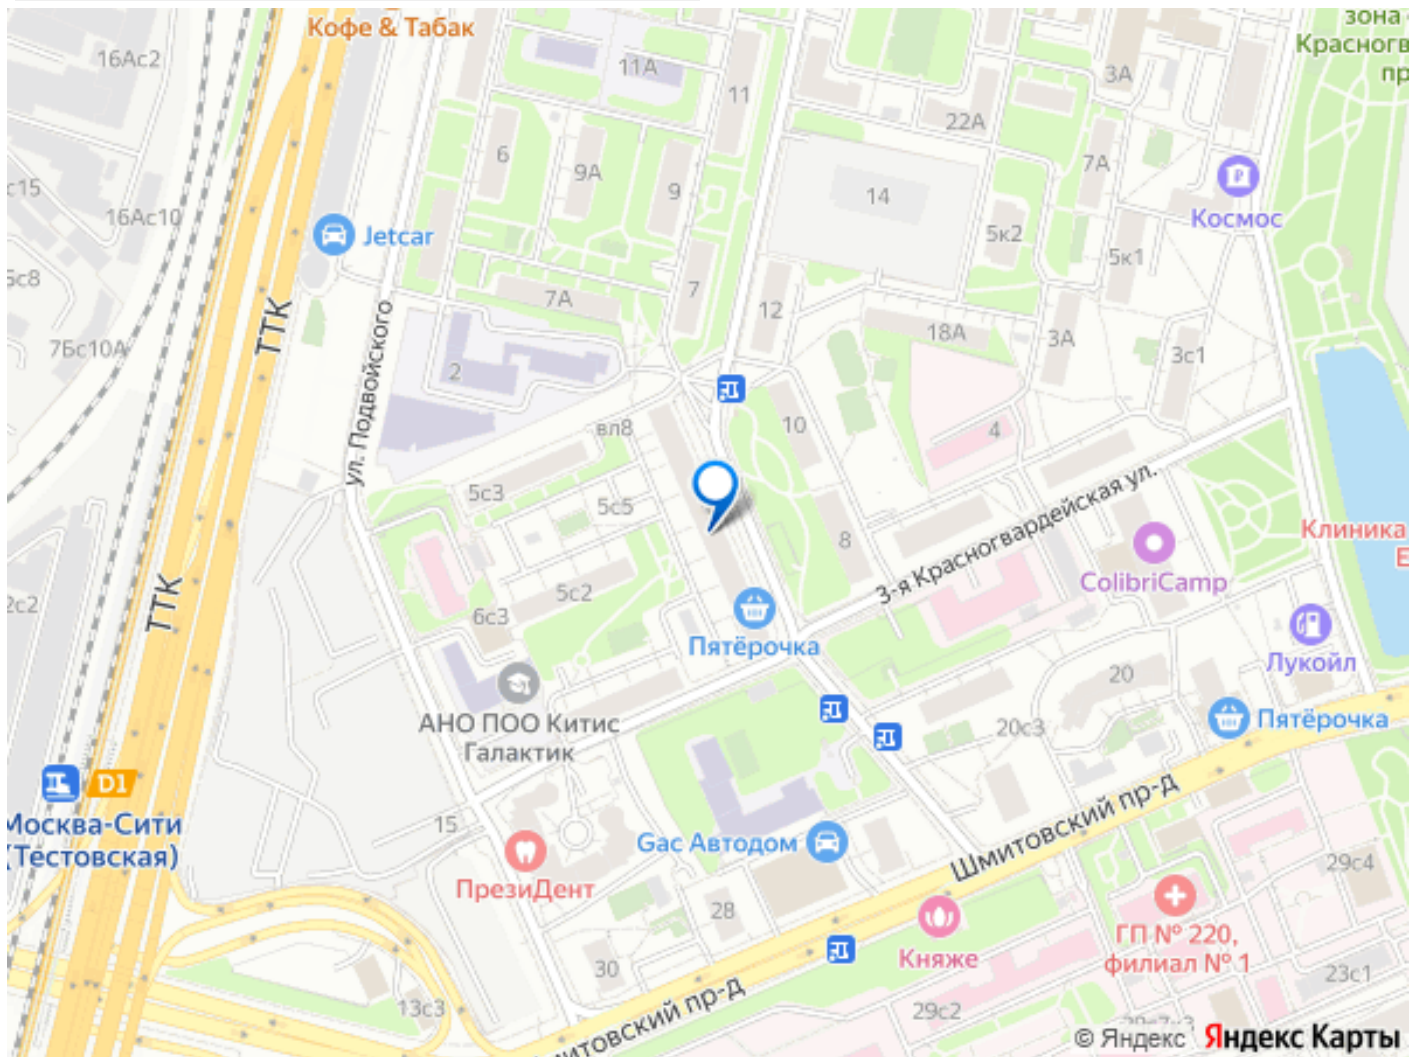 зона
Красногв
пр
Кофе & Табак
16Ас2
11А
3А
11
22А
6
9А
7А
с15
9
14
Космос
16Ас10
Jetcar
5к2
5к1
5с8
7
7А
12
ТТК
18А
3А
7Бс10А
3с1
2
ул. Подвойского
10
вл8
4
5с3
5с5
8
3-я Красногвардейская ул.
Клиника
Е
ColibriCamp
5с2
2с2
ТТК
6с3
Пятёрочка
Лукойл
20
АНО ПОО Китис
Галактик
20с3
Пятёрочка
D1
Москва-Сити
(Тестовская)
15
Gac Автодом
Шмитовский пр-д
ПрезиДент
29с4
28
ГП № 220,
филиал № 1
Княже
30
23с1
13с3
29с2
митовский пр-д
© Яндекс Яндекс Карты